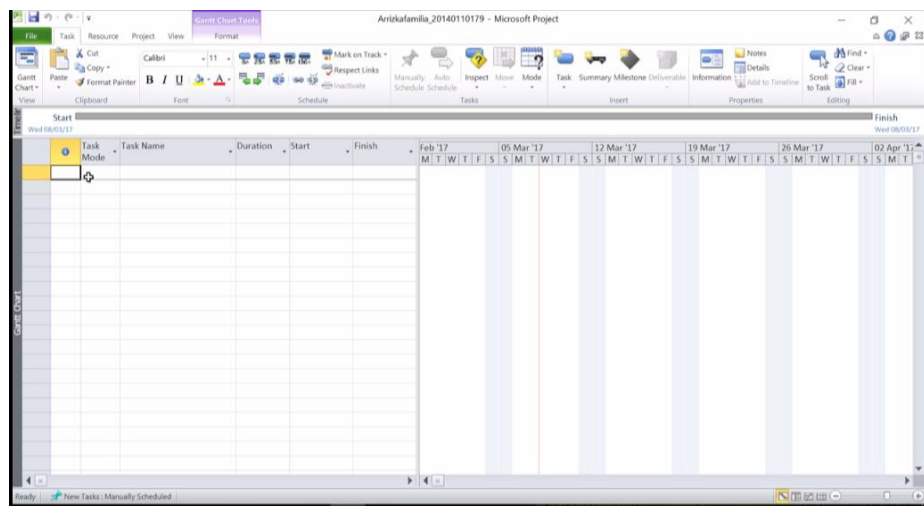 Gantt Chart Tools
Arrizkafamilia_20140110179 - Microsoft Project
File Task Resource Project View Format
Gantt Chart
Paste
Cut
Copy
Format Painter
Calibri 11
B I U A
Mark on Track
Respect Links
Inactivate
Manually Schedule
Auto Schedule
Inspect
Move
Mode
Task
Summary
Milestone
Deliverable
Information
Notes
Details
Add to Timeline
Scroll to Task
Find
Clear
Fill
View Clipboard Font Schedule Tasks Insert Properties Editing
Start
Wed 08/03/17
Finish
Wed 08/03/17
Task Mode Task Name Duration Start Finish
Feb '17 05 Mar '17 12 Mar '17 19 Mar '17 26 Mar '17 02 Apr '17
M T W T F S S M T W T F S S M T W T F S S M T W T F S S M T W T F S S M T
Gantt Chart
Ready New Tasks : Manually Scheduled